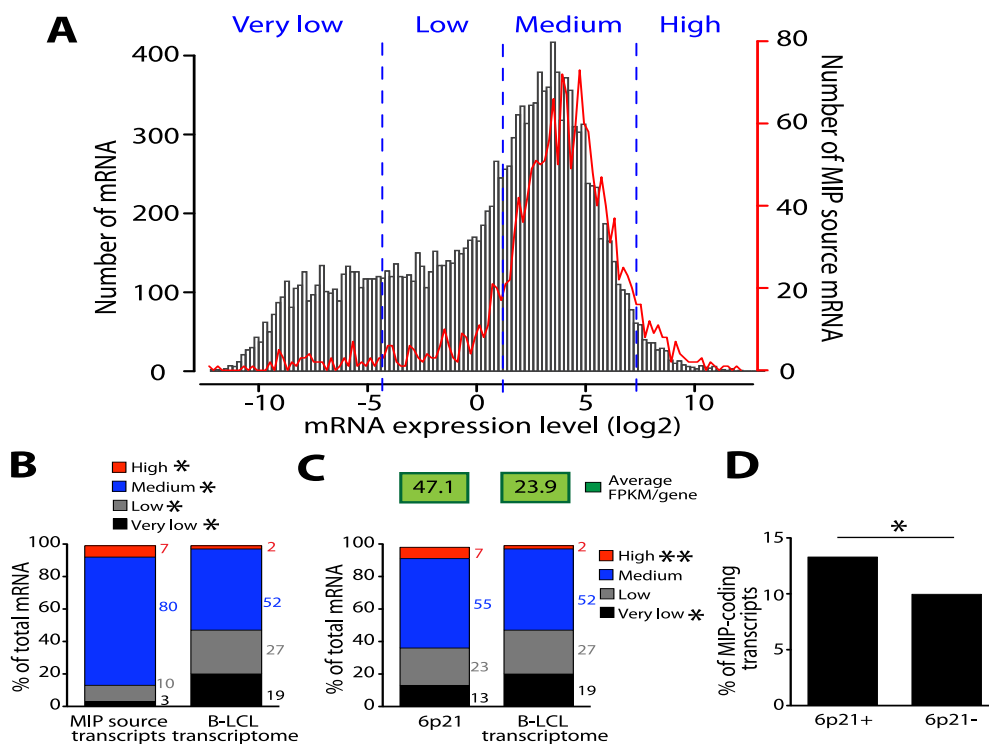 A
Very low
Low
Medium
High
400
300
200
100
0
Number of mRNA
80
60
40
20
0
Number of MIP source mRNA
-10
-5
0
5
10
mRNA expression level (log2)
B
High *
Medium *
Low *
Very low *
100
80
60
40
20
0
% of total mRNA
7
80
10
3
2
52
27
19
MIP source
transcripts
B-LCL
transcriptome
C
47.1
23.9
Average
FPKM/gene
100
80
60
40
20
0
% of total mRNA
7
55
23
13
2
52
27
19
High **
Medium
Low
Very low *
6p21
B-LCL
transcriptome
D
*
15
10
5
0
% of MIP-coding
transcripts
6p21+
6p21-